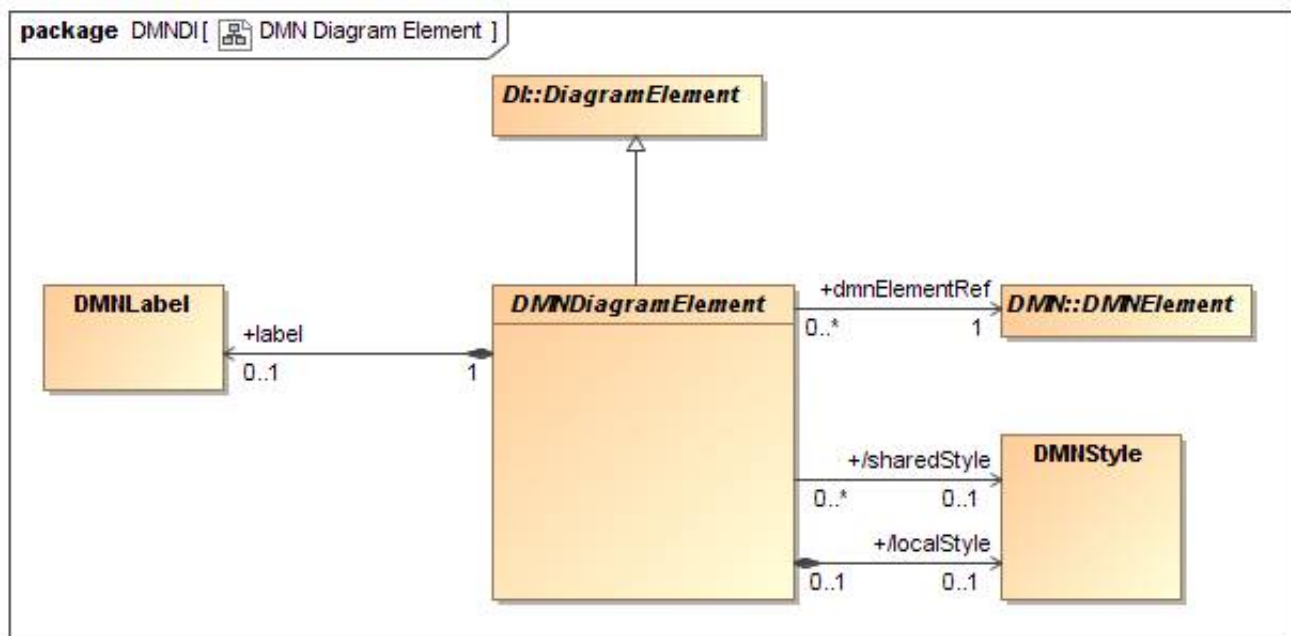 package DMNDI [ DMN Diagram Element ]
DI::DiagramElement
DMNLabel
+label
0..1
1
DMNDiagramElement
+dmnElementRef
0..*
1
DMN::DMNElement
+/sharedStyle
0..*
0..1
DMNStyle
+/localStyle
0..1
0..1